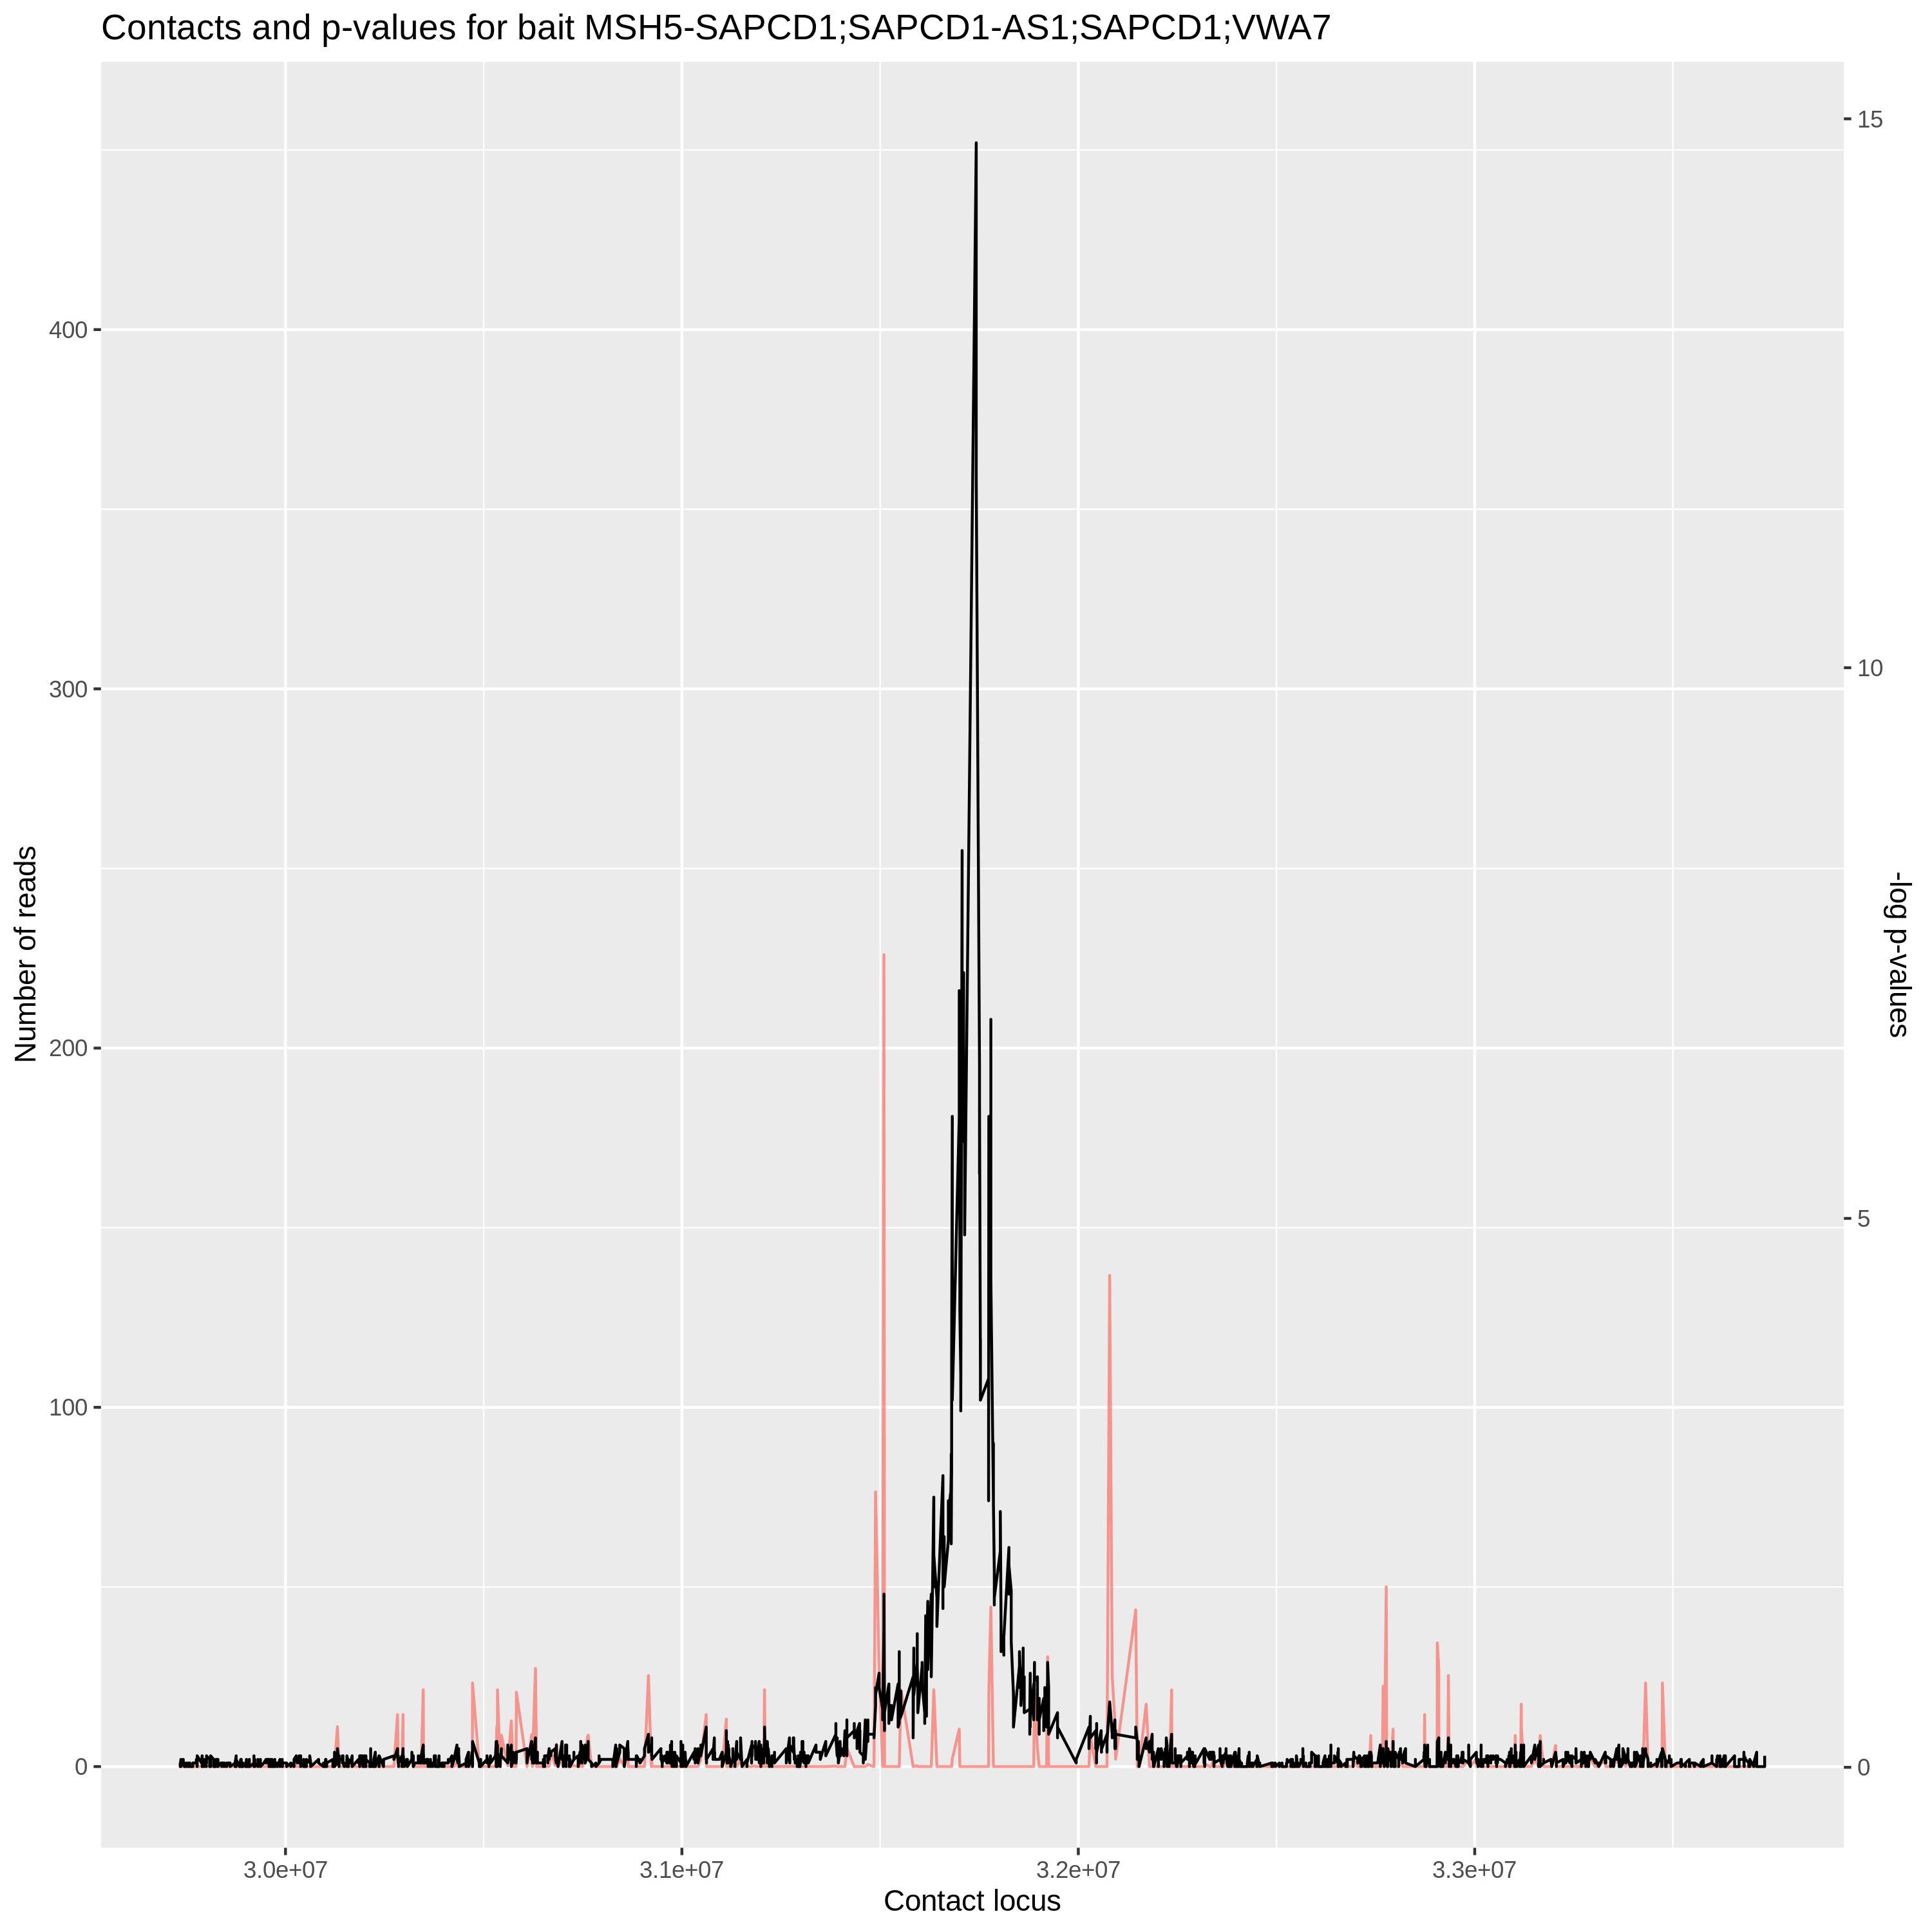 Contacts and p-values for bait MSH5-SAPCD1;SAPCD1-AS1;SAPCD1;VWA7
15
400
300
10
Number of reads
-log p-values
200
5
100
0
0
3.0e+07
3.1e+07
3.2e+07
3.3e+07
Contact locus